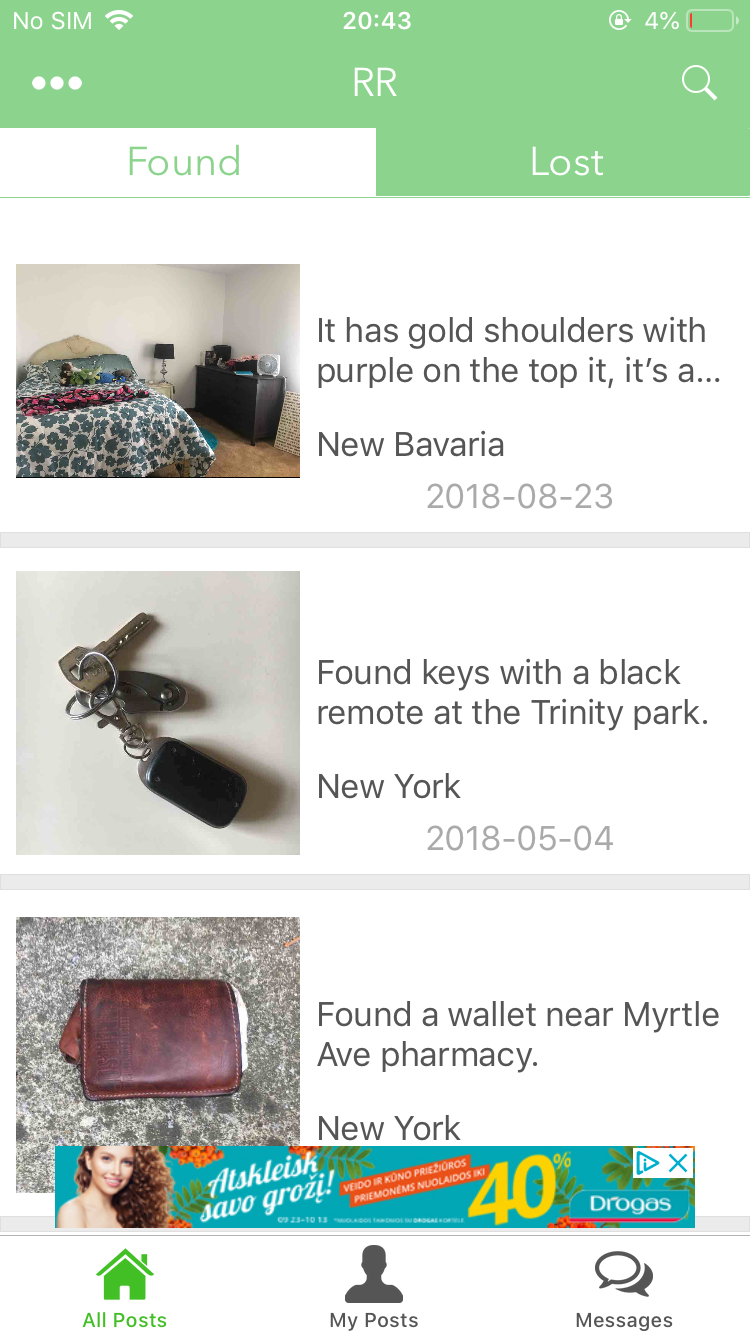 No SIM 20:43 4%
RR
Found Lost
It has gold shoulders with
purple on the top it, it’s a...
New Bavaria
2018-08-23
Found keys with a black
remote at the Trinity park.
New York
2018-05-04
Found a wallet near Myrtle
Ave pharmacy.
New York
Atskleisk
savo grožį!
VEIDO IR KŪNO PRIEŽIŪROS
PRIEMONĖMS NUOLAIDOS IKI
40%
Drogas
09 23–10 13
All Posts My Posts Messages